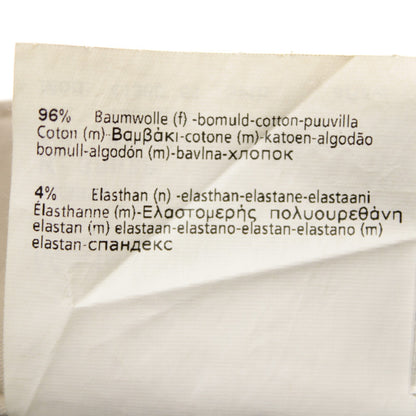 96% Baumwolle (f) -bomuld-cotton-puuvilla
Coton (m)-Βαμβάκι-cotone (m)-katoen-algodão
bomull-algodón (m)-bavlna-хлопок
4% Elasthan (n) -elasthan-elastane-elastaani
Élasthanne (m)-Ελαστομερής πολυουρεθάνη
elastan (m) elastaan-elastano-elastan-elastano (m)
elastan-спандекс